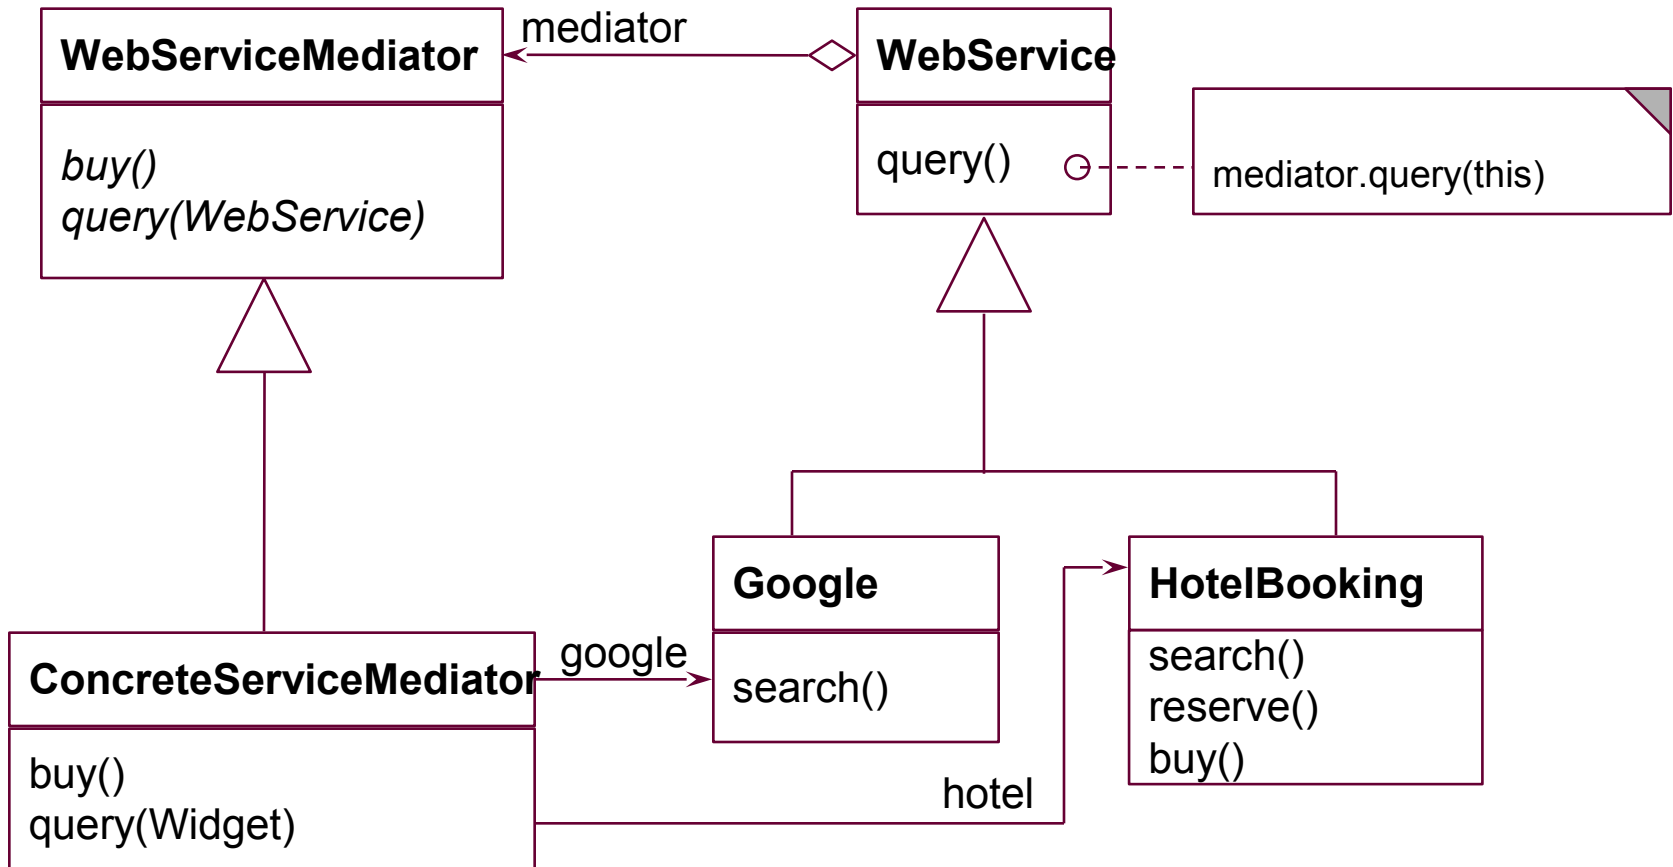 WebServiceMediator
buy()
query(WebService)
mediator
WebService
query()
mediator.query(this)
ConcreteServiceMediator
buy()
query(Widget)
google
Google
search()
hotel
HotelBooking
search()
reserve()
buy()